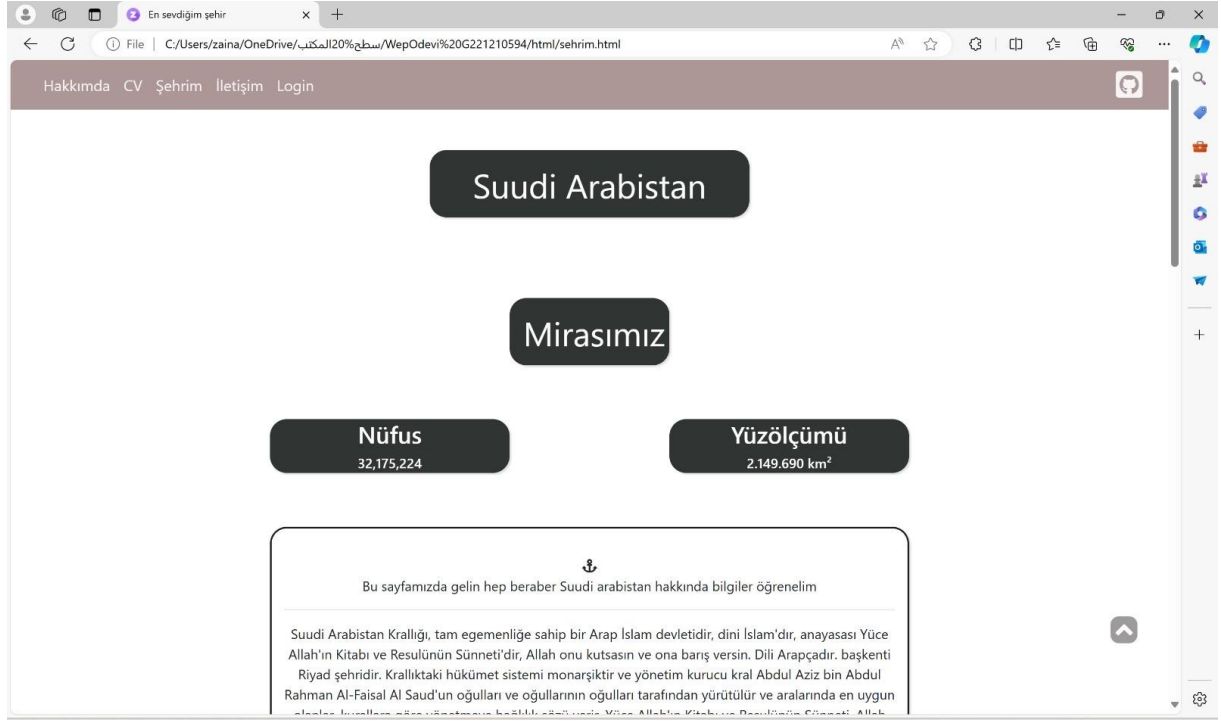 En sevdiğim şehir
File
C:/Users/zaina/OneDrive/سطح%20المكتب/WepOdevi%20G221210594/html/sehrim.html
Hakkımda CV Şehrim İletişim Login
Suudi Arabistan
Mirasımız
Nüfus
32,175,224
Yüzölçümü
2.149.690 km²
Bu sayfamızda gelin hep beraber Suudi arabistan hakkında bilgiler öğrenelim
Suudi Arabistan Krallığı, tam egemenliğe sahip bir Arap İslam devletidir, dini İslam'dır, anayasası Yüce
Allah'ın Kitabı ve Resulünün Sünneti'dir, Allah onu kutsasın ve ona barış versin. Dili Arapçadır. başkenti
Riyad şehridir. Krallıktaki hükümet sistemi monarşiktir ve yönetim kurucu kral Abdul Aziz bin Abdul
Rahman Al-Faisal Al Saud'un oğulları ve oğullarının oğulları tarafından yürütülür ve aralarında en uygun